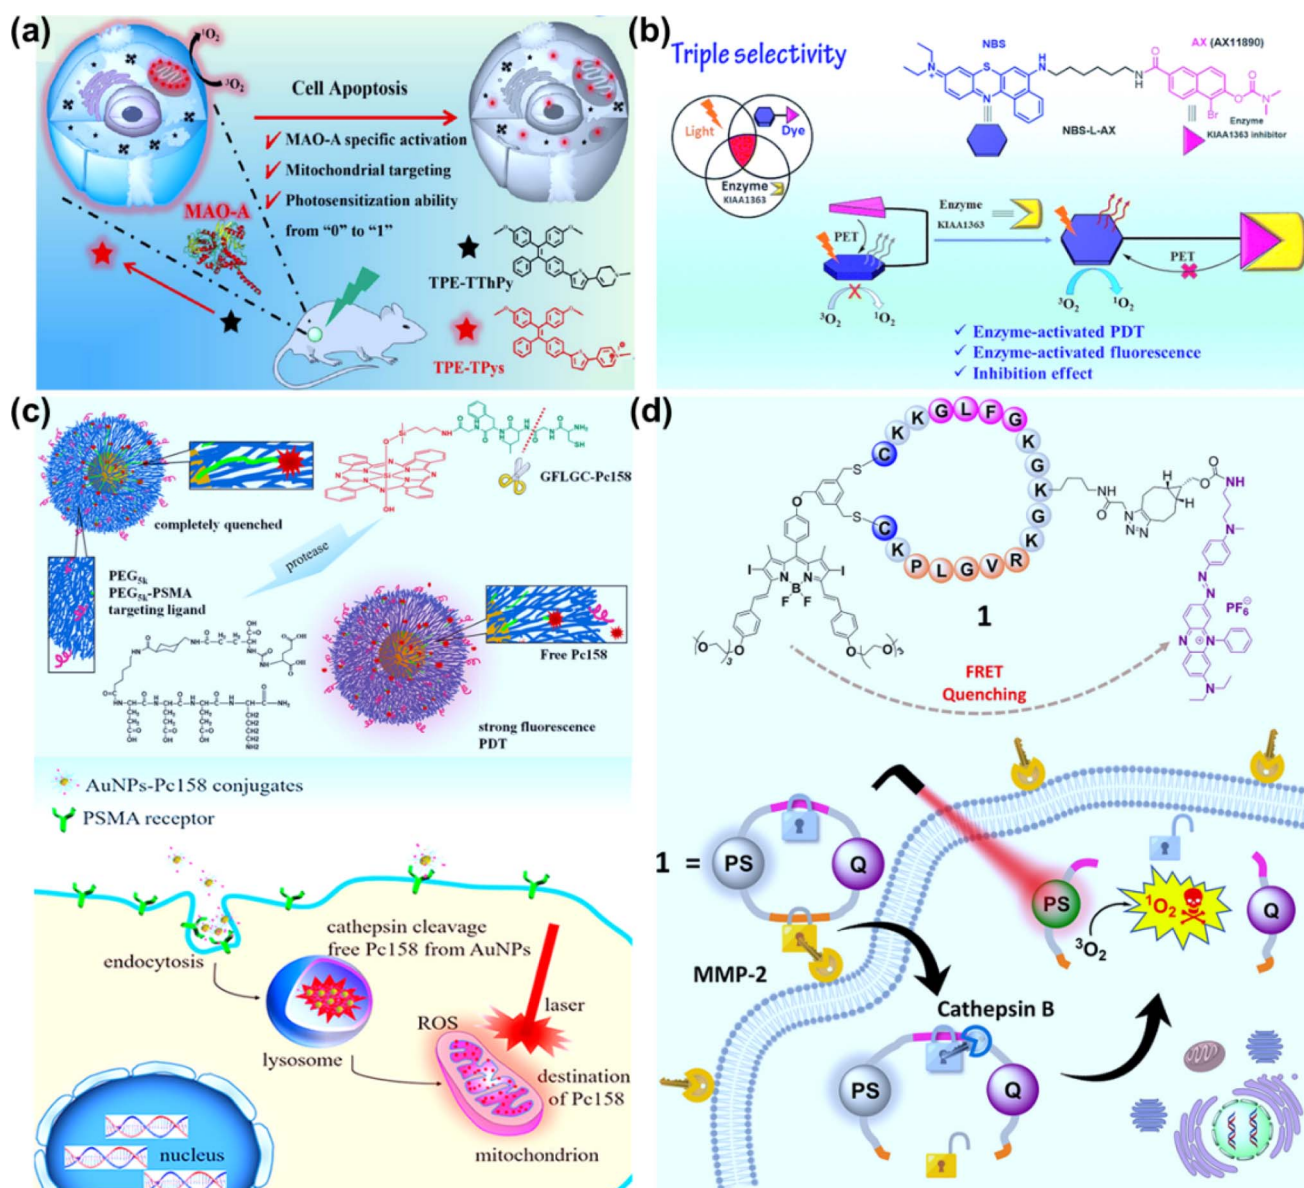 (a)
¹O₂
³O₂
Cell Apoptosis
MAO-A specific activation
Mitochondrial targeting
Photosensitization ability
from “0” to “1”
MAO-A
TPE-TThPy
TPE-TPys
(b)
Triple selectivity
Light
Dye
Enzyme
KIAA1363
NBS
AX (AX11890)
NBS-L-AX
Enzyme
KIAA1363 inhibitor
PET
³O₂
¹O₂
Enzyme
KIAA1363
PET
³O₂
¹O₂
✓ Enzyme-activated PDT
✓ Enzyme-activated fluorescence
✓ Inhibition effect
(c)
completely quenched
GFLGC-Pc158
protease
PEG5k
PEG5k-PSMA
targeting ligand
Free Pc158
strong fluorescence
PDT
AuNPs-Pc158 conjugates
PSMA receptor
endocytosis
cathepsin cleavage
free Pc158 from AuNPs
lysosome
laser
ROS
destination
of Pc158
mitochondrion
nucleus
(d)
C K K G L F G K G K K G K R V G L P K C
PF₆⊖
1
FRET
Quenching
1 =
PS
Q
MMP-2
Cathepsin B
PS
Q
PS
³O₂
¹O₂
Q